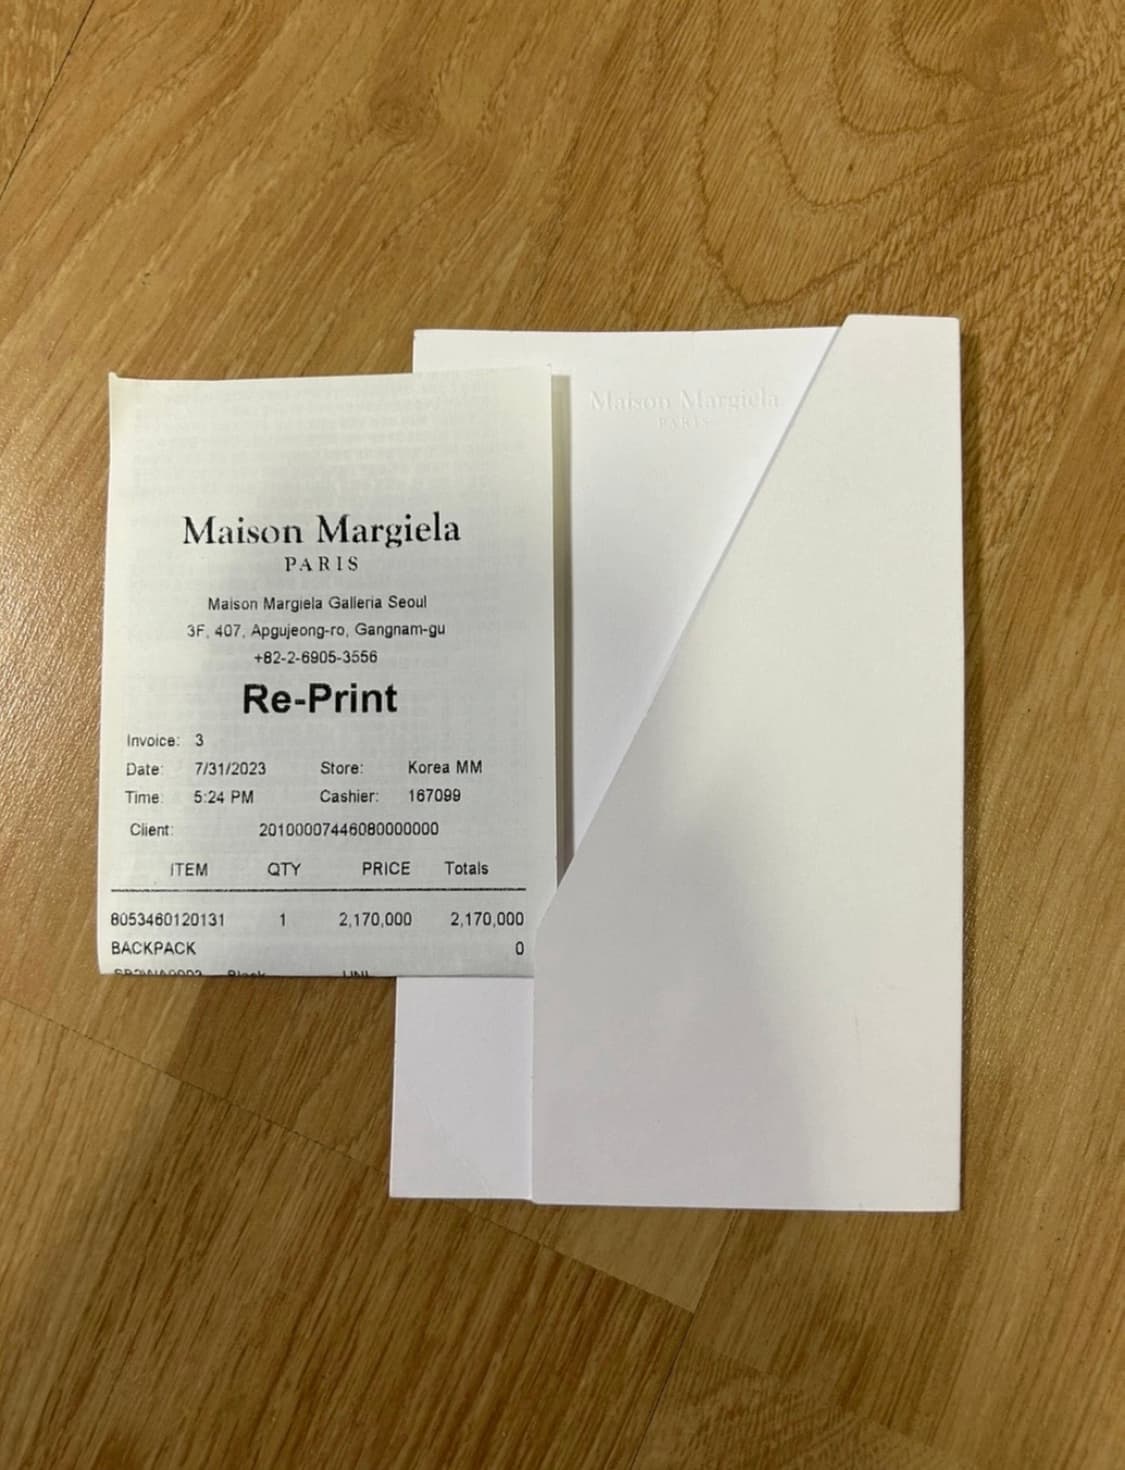 Maison Margiela
PARIS
Maison Margiela Galleria Seoul
3F, 407, Apgujeong-ro, Gangnam-gu
+82-2-6905-3556
Re-Print
Invoice: 3
Date: 7/31/2023 Store: Korea MM
Time: 5:24 PM Cashier: 167099
Client: 20100007446080000000
ITEM QTY PRICE Totals
8053460120131 1 2,170,000 2,170,000
BACKPACK 0
Black UNI
Maison Margiela
PARIS